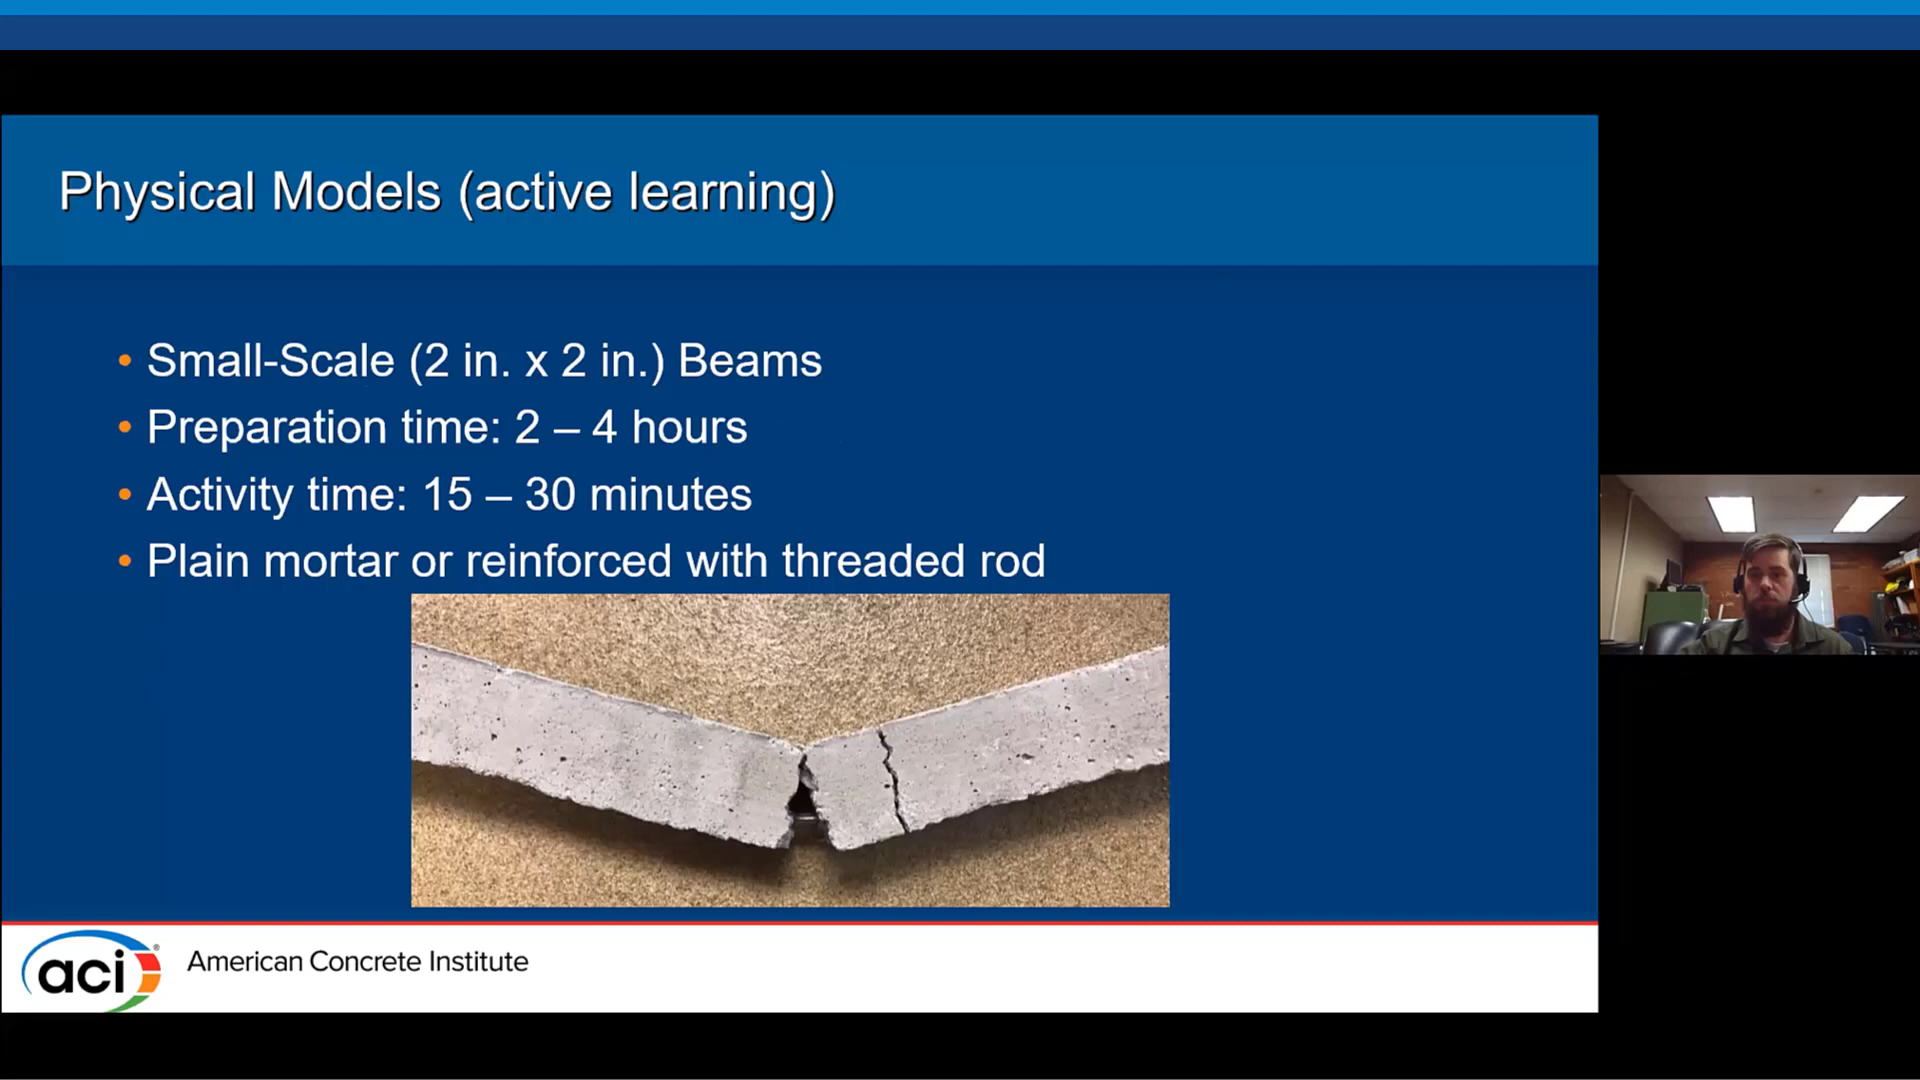 Physical Models (active learning)
• Small-Scale (2 in. x 2 in.) Beams
• Preparation time: 2 – 4 hours
• Activity time: 15 – 30 minutes
• Plain mortar or reinforced with threaded rod
aci®
American Concrete Institute